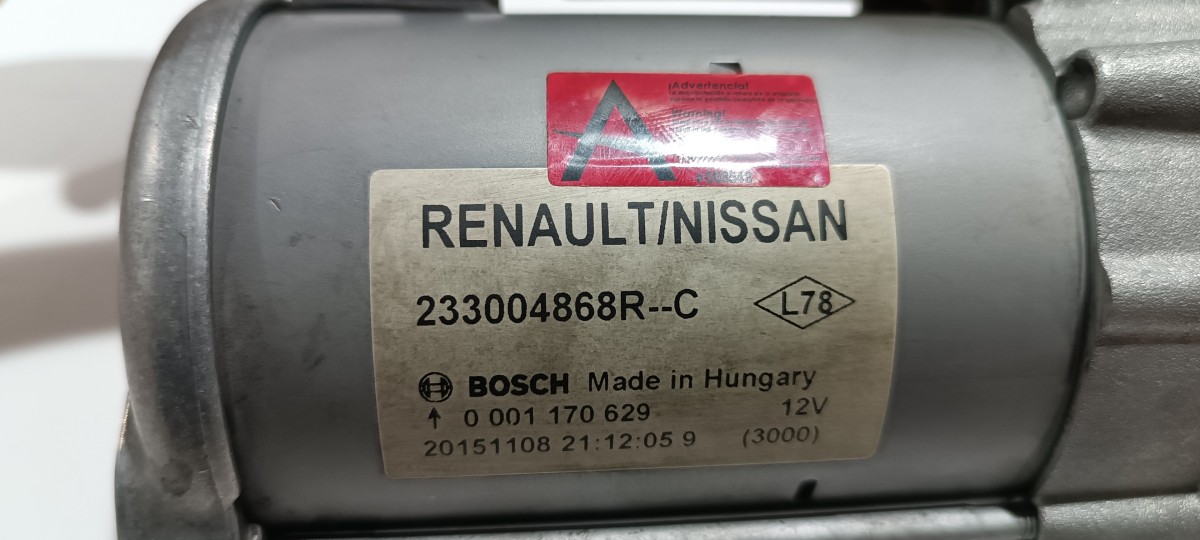 ¡Advertencia!
Warning!
RENAULT/NISSAN
233004868R--C L78
BOSCH Made in Hungary
0 001 170 629 12V
20151108 21:12:05 9 (3000)